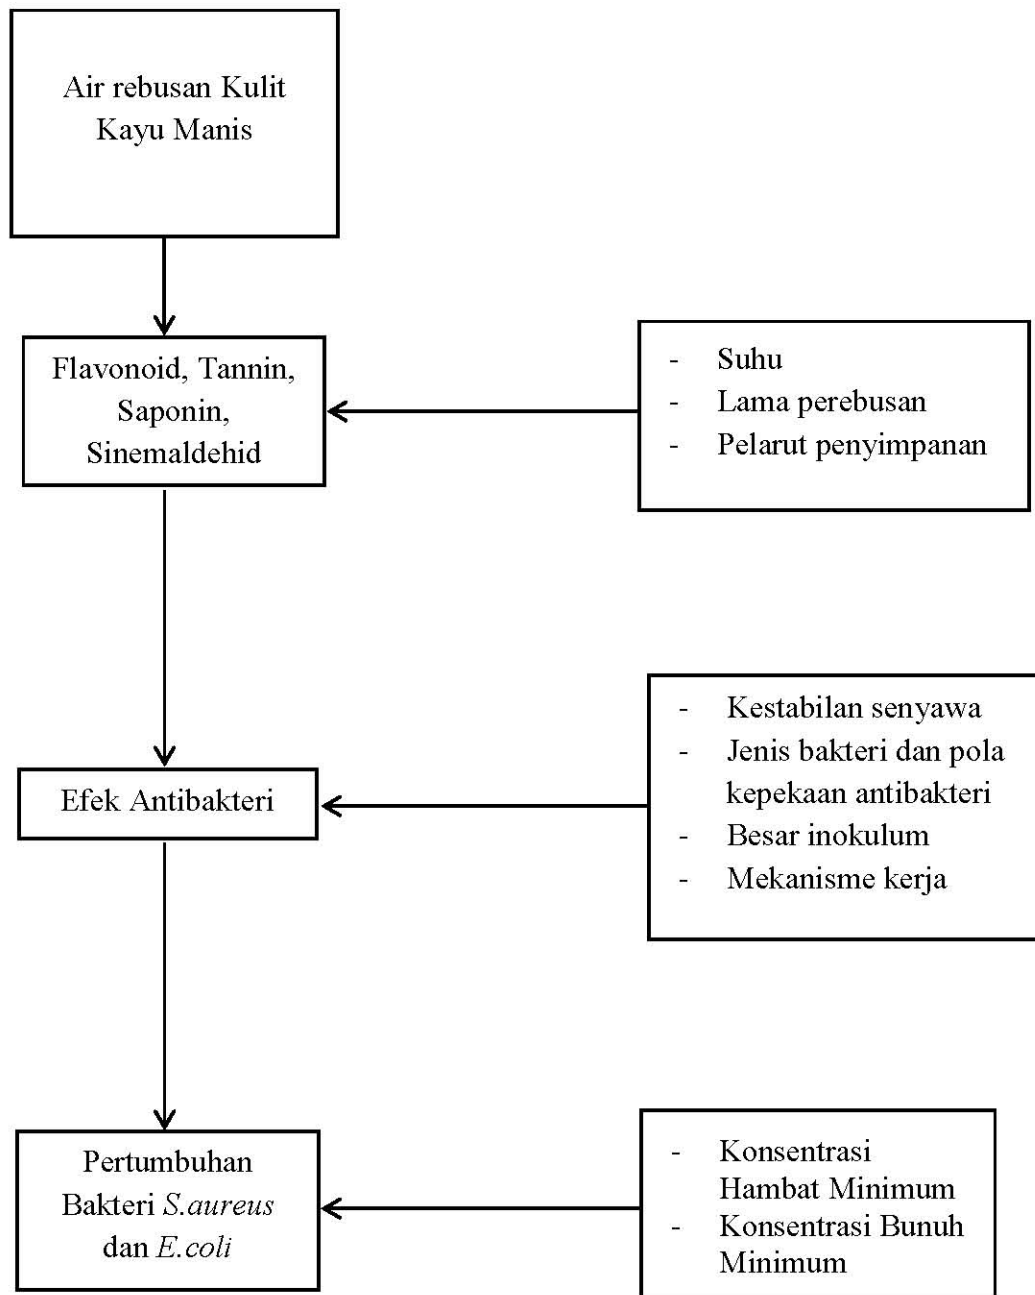 Air rebusan Kulit
Kayu Manis
Flavonoid, Tannin,
Saponin,
Sinemaldehid
- Suhu
- Lama perebusan
- Pelarut penyimpanan
Efek Antibakteri
- Kestabilan senyawa
- Jenis bakteri dan pola
kepekaan antibakteri
- Besar inokulum
- Mekanisme kerja
Pertumbuhan
Bakteri S.aureus
dan E.coli
- Konsentrasi
Hambat Minimum
- Konsentrasi Bunuh
Minimum